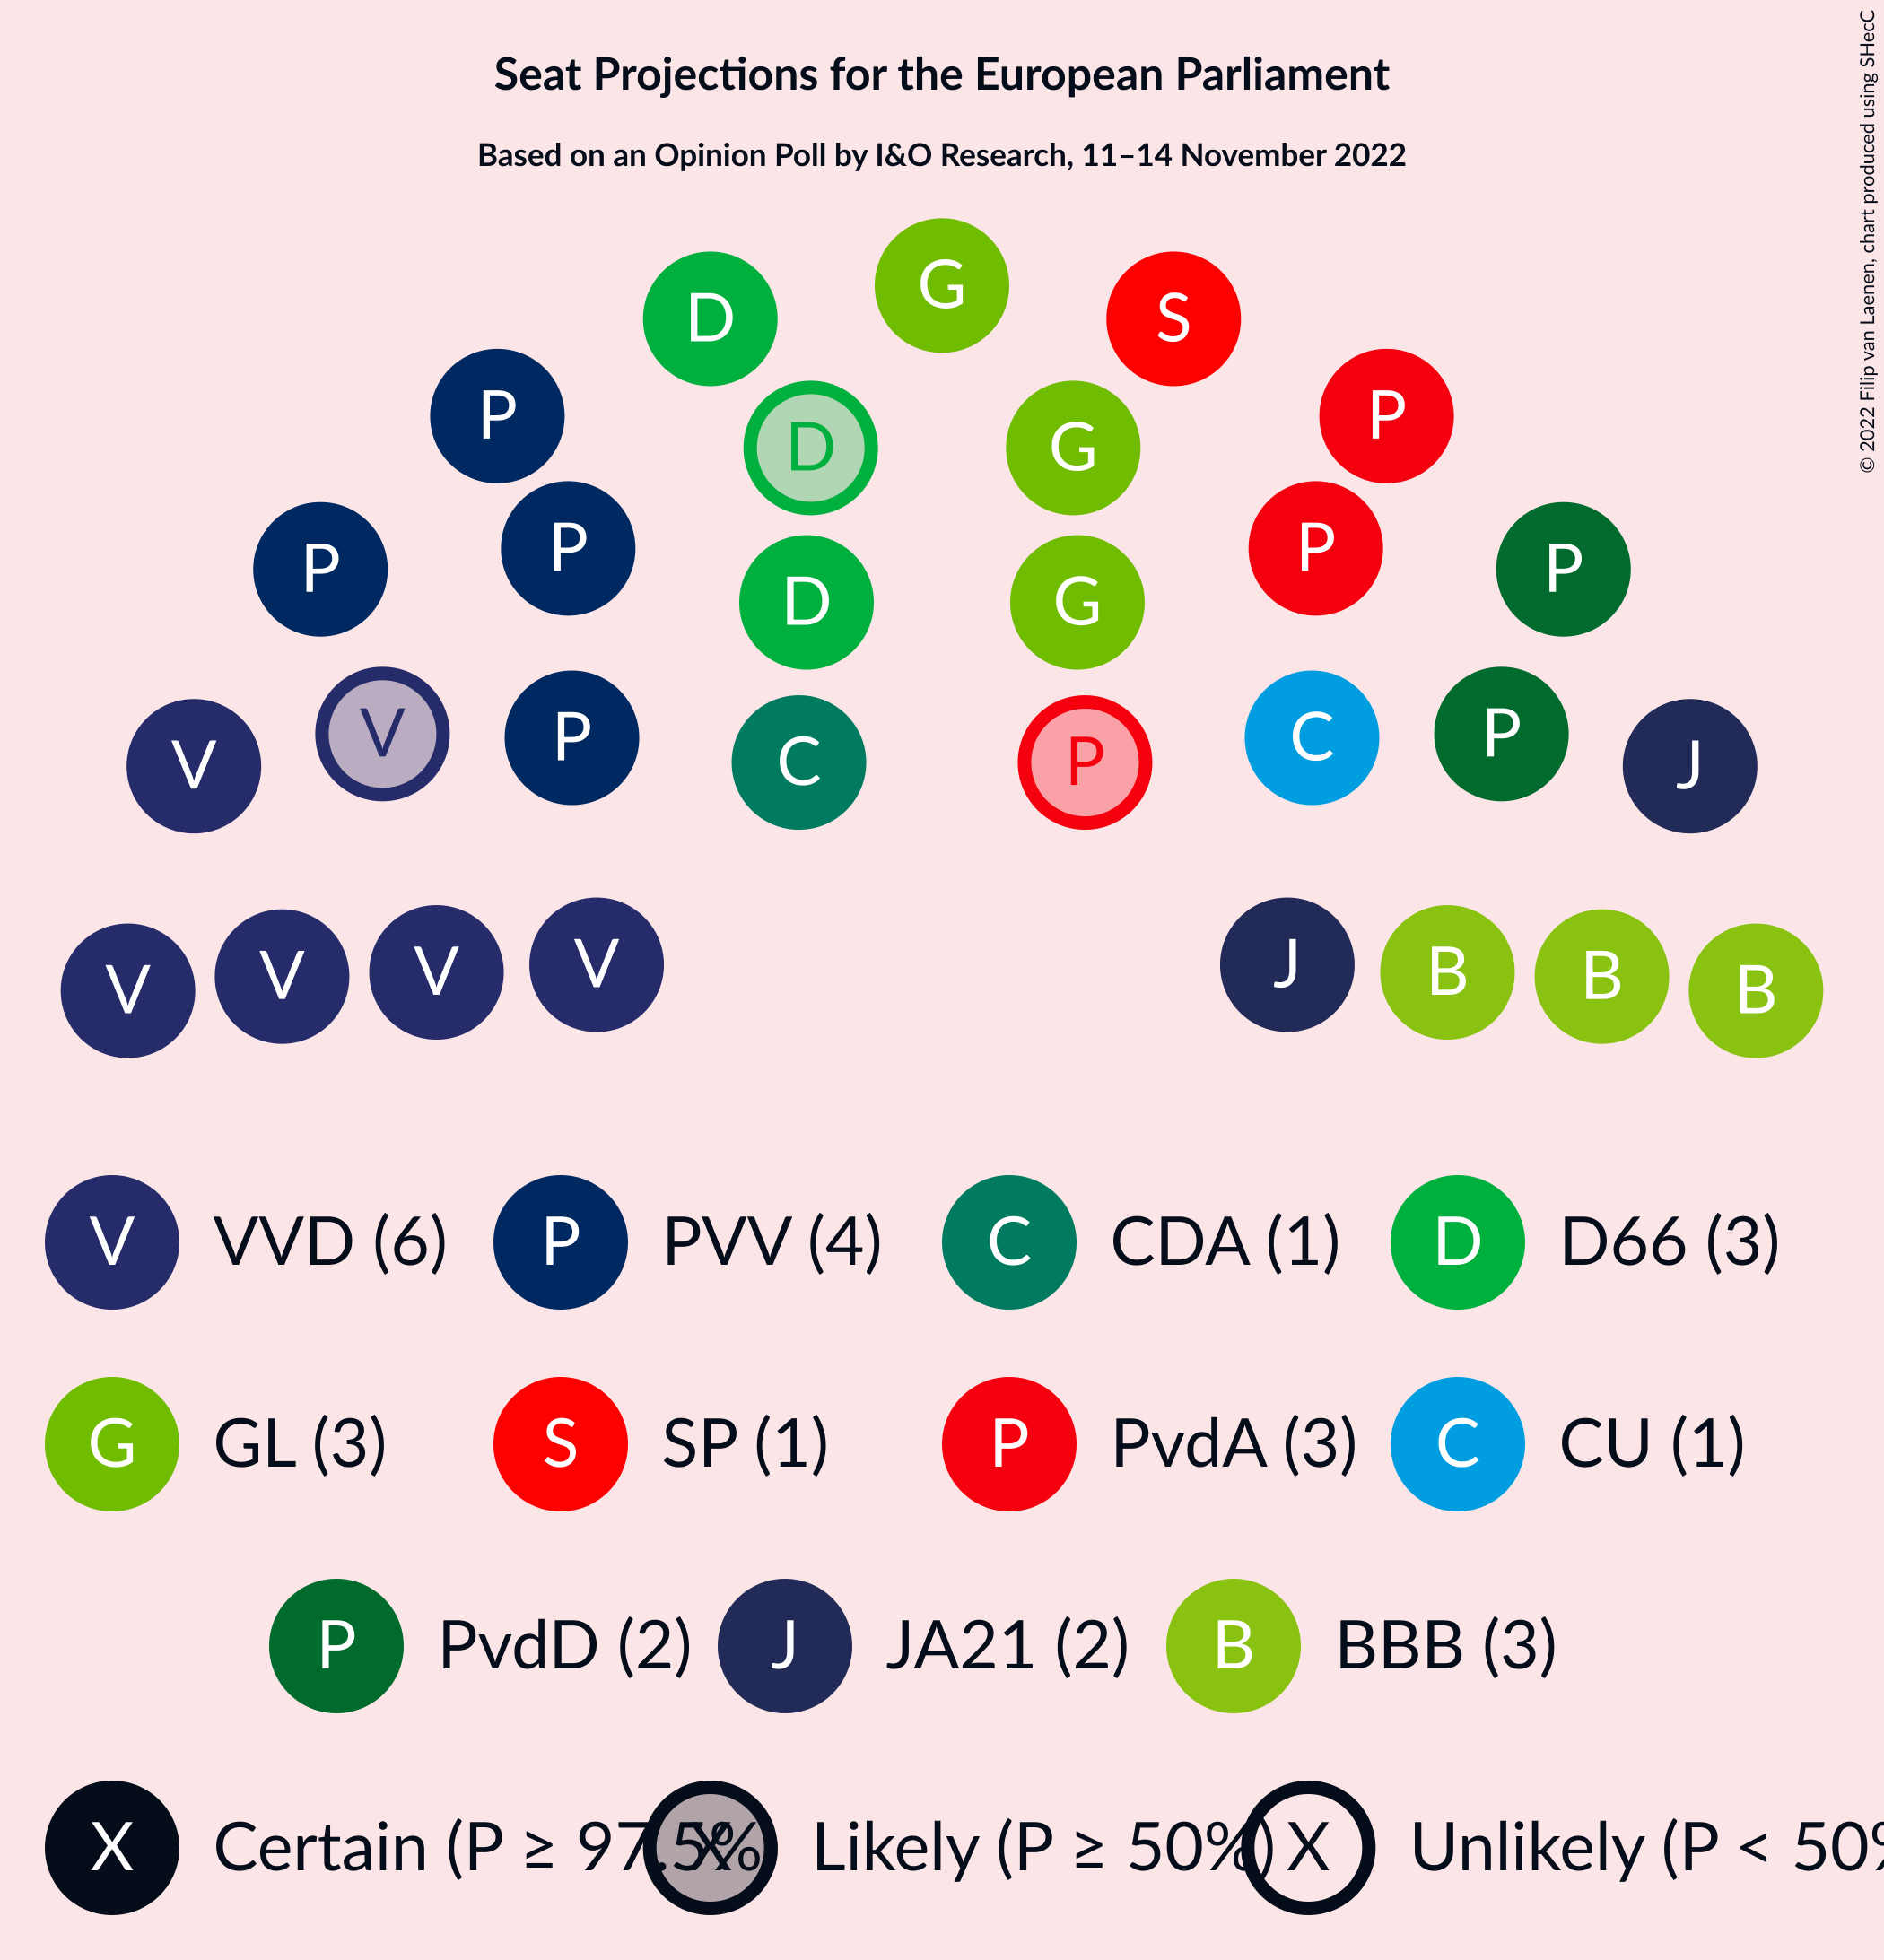 Seat Projections for the European Parliament
Based on an Opinion Poll by I&O Research, 11–14 November 2022
© 2022 Filip van Laenen, chart produced using SHecC
G
D S
P P
D G
P P
P P
D G
V V P C P C P J
V V V V J B B B
V VVD (6) P PVV (4) C CDA (1) D D66 (3)
G GL (3) S SP (1) P PvdA (3) C CU (1)
P PvdD (2) J JA21 (2) B BBB (3)
X Certain (P ≥ 97.5% X Likely (P ≥ 50%) X Unlikely (P < 50%